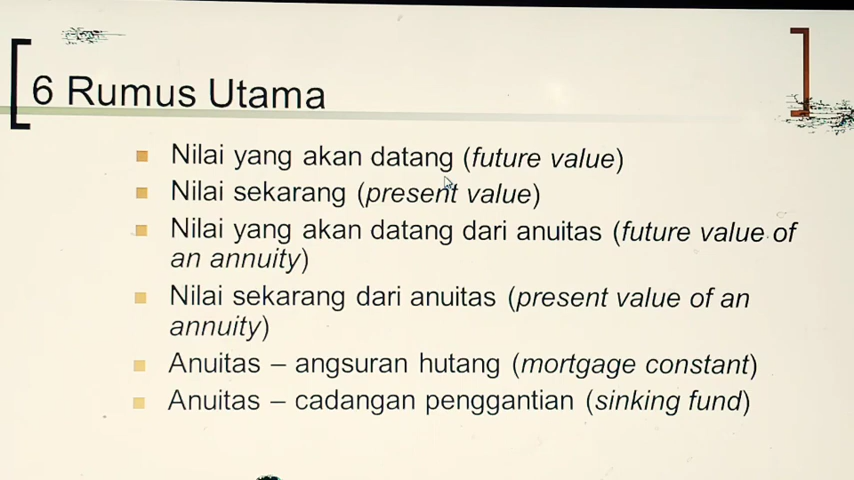 6 Rumus Utama
Nilai yang akan datang (future value)
Nilai sekarang (present value)
Nilai yang akan datang dari anuitas (future value of
an annuity)
Nilai sekarang dari anuitas (present value of an
annuity)
Anuitas – angsuran hutang (mortgage constant)
Anuitas – cadangan penggantian (sinking fund)